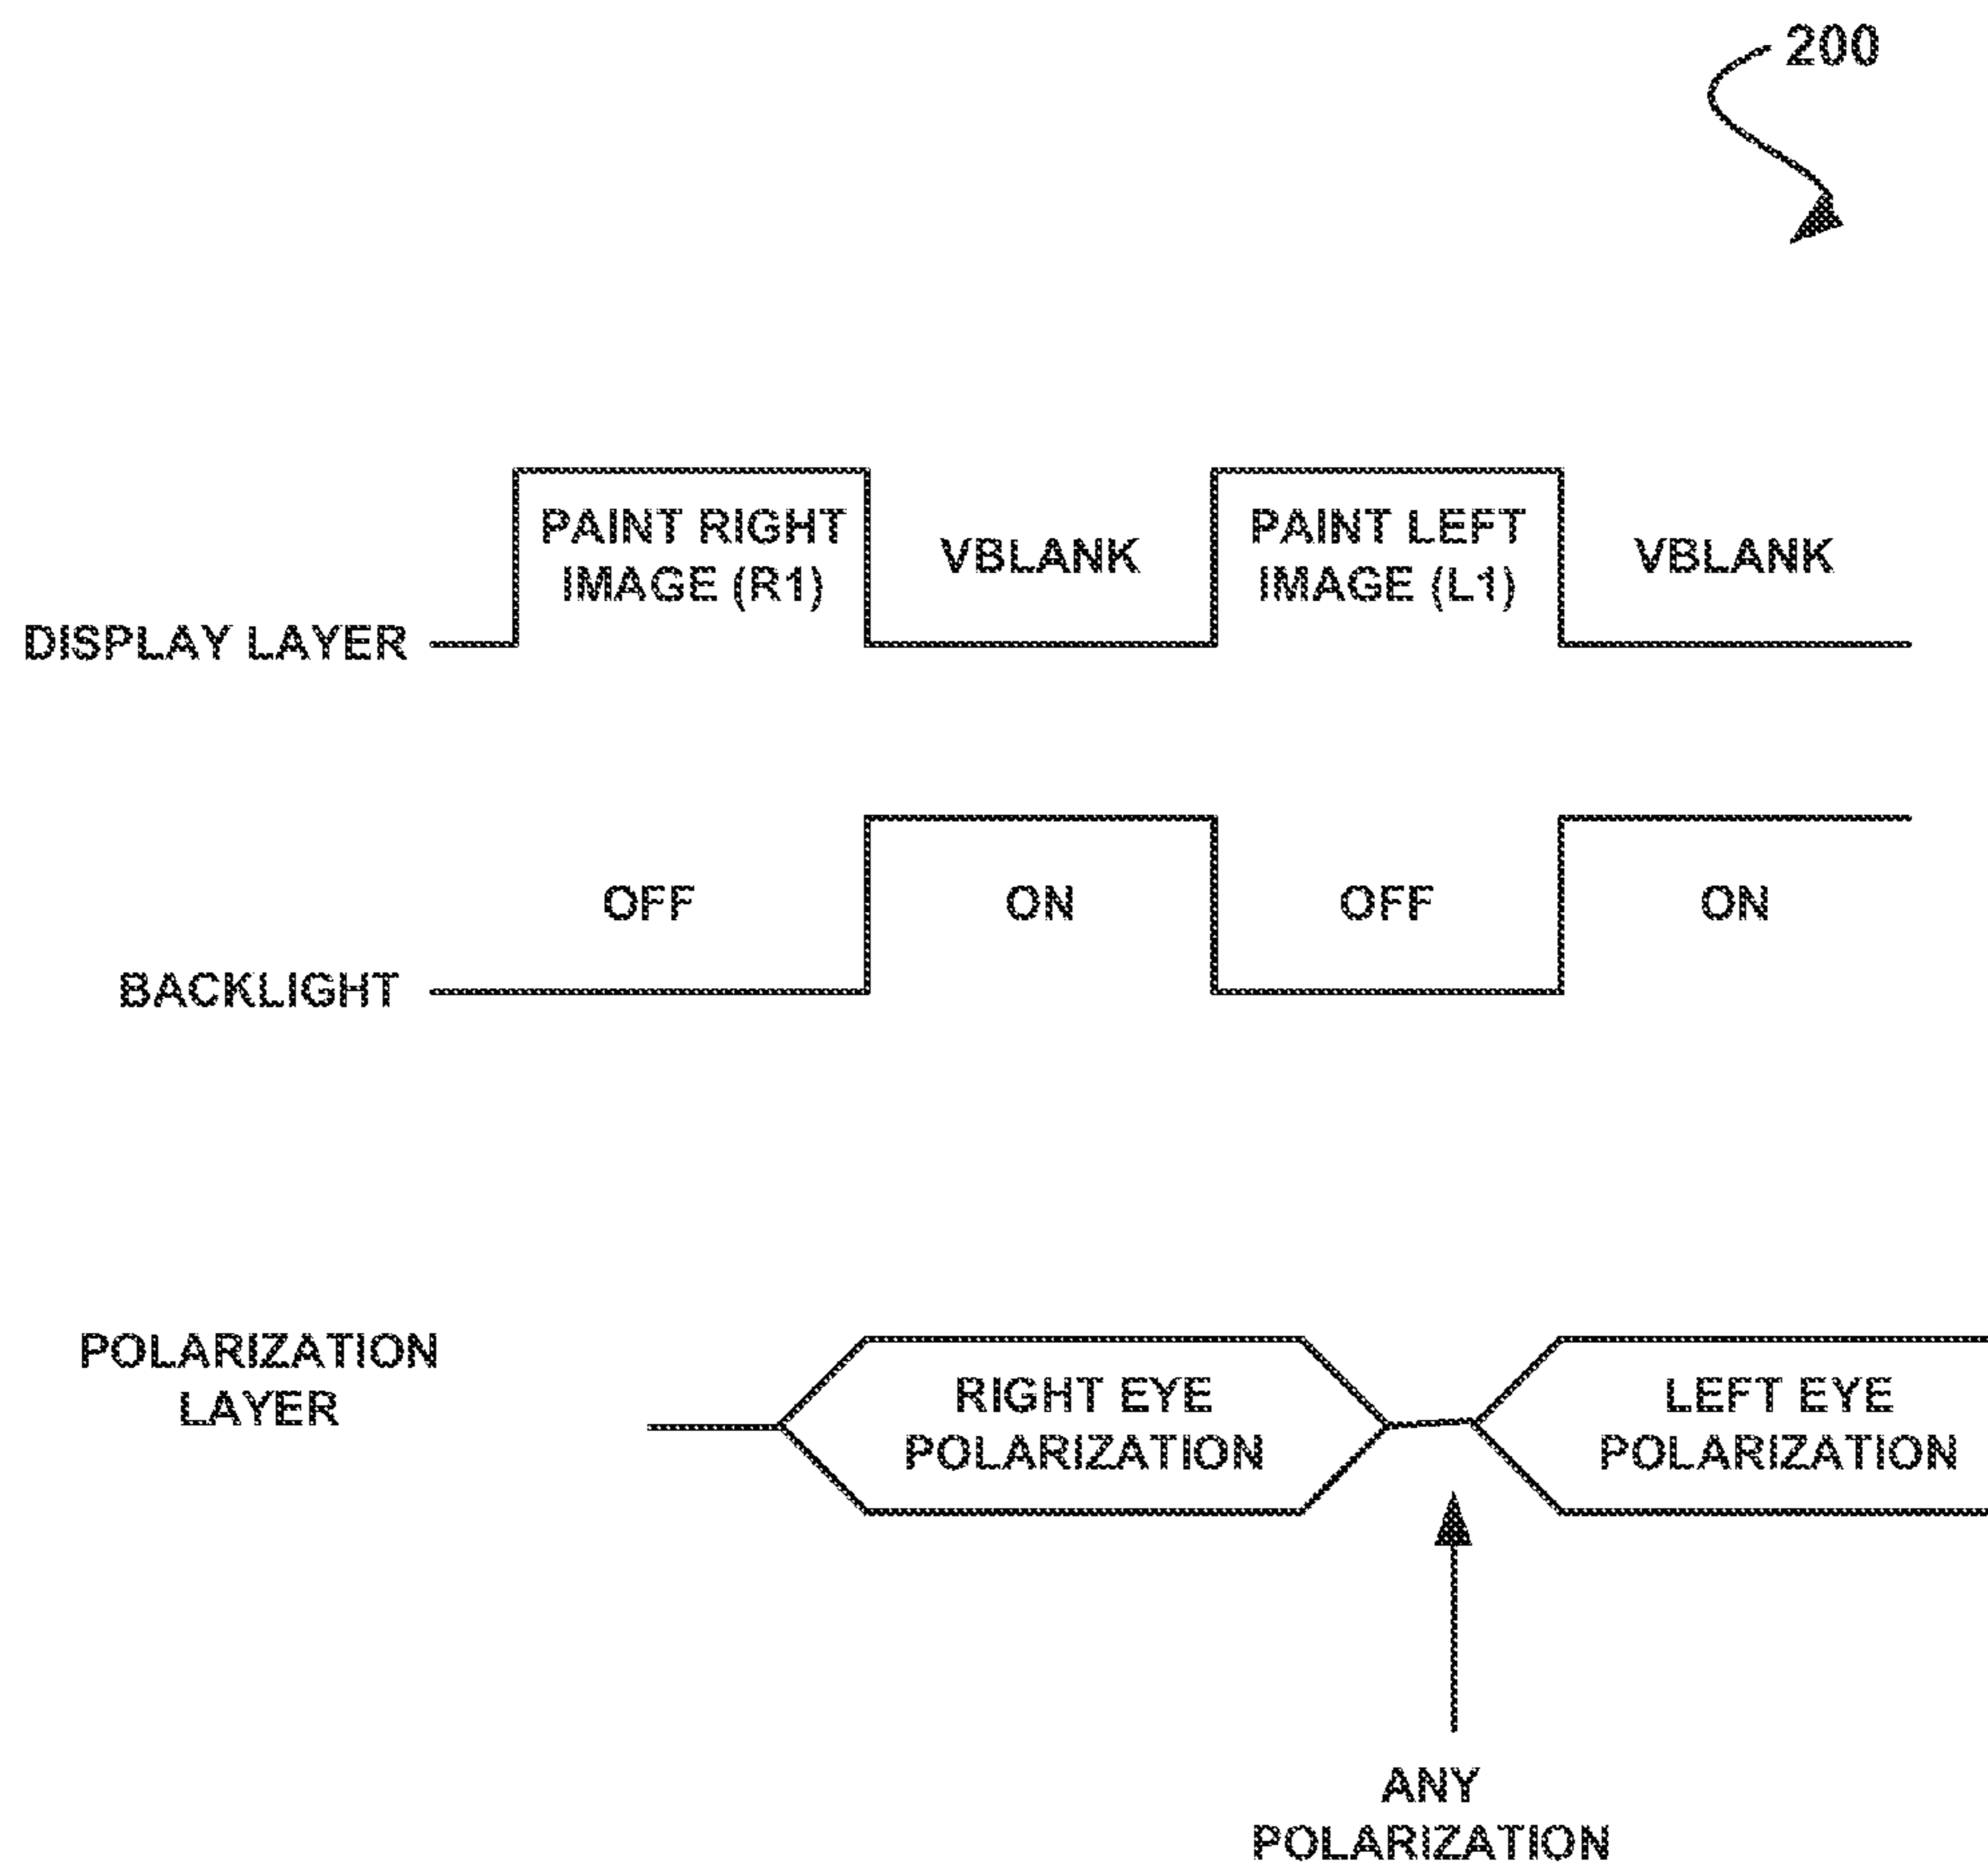 200
PAINT RIGHT
IMAGE (R1)
VBLANK
PAINT LEFT
IMAGE (L1)
VBLANK
DISPLAY LAYER
OFF
ON
OFF
ON
BACKLIGHT
POLARIZATION
LAYER
RIGHT EYE
POLARIZATION
LEFT EYE
POLARIZATION
ANY
POLARIZATION